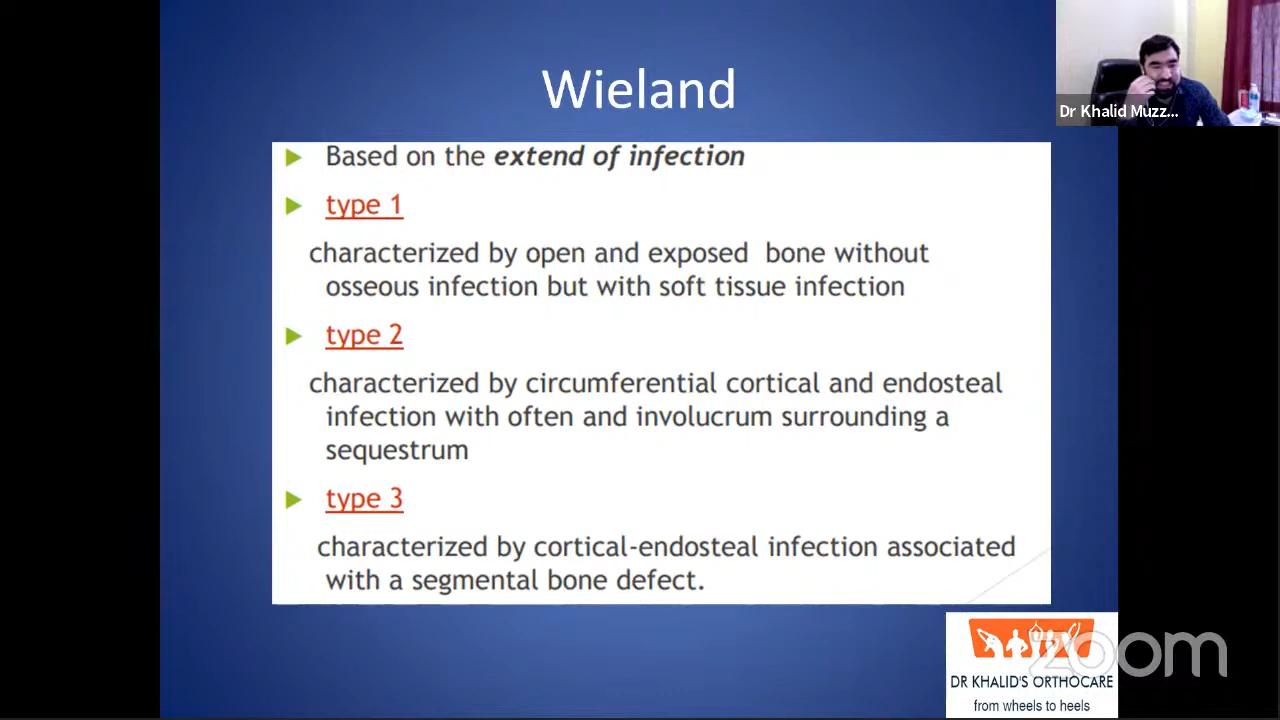 Wieland
Dr Khalid Muzz...
Based on the extend of infection
type 1
characterized by open and exposed bone without
osseous infection but with soft tissue infection
type 2
characterized by circumferential cortical and endosteal
infection with often and involucrum surrounding a
sequestrum
type 3
characterized by cortical-endosteal infection associated
with a segmental bone defect.
zoom
DR KHALID'S ORTHOCARE
from wheels to heels